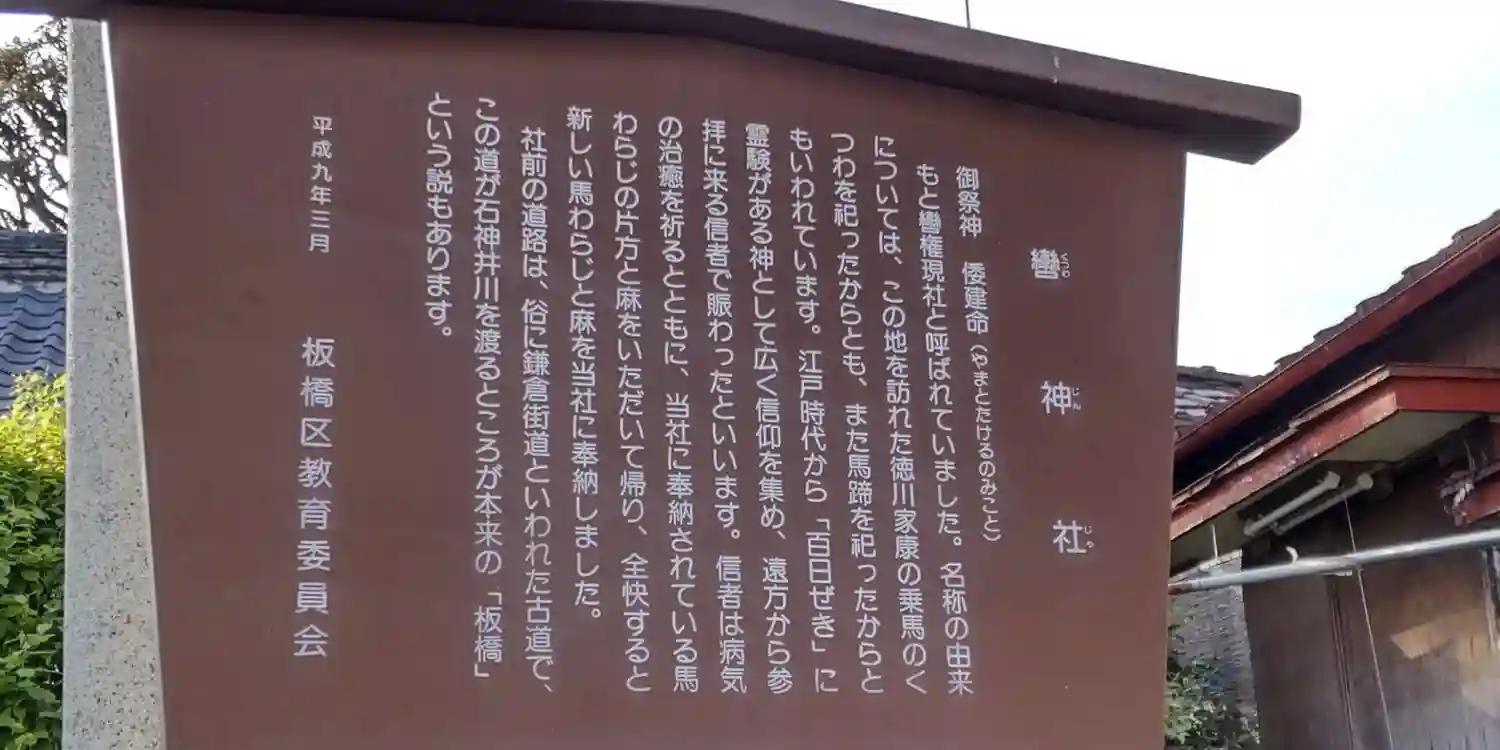 轡神社
くつわじんじゃ
御祭神 倭建命（やまとたけるのみこと）
もと轡権現社と呼ばれていました。名称の由来
については、この地を訪れた徳川家康の乗馬のく
つわを祀ったからとも、また馬蹄を祀ったからと
もいわれています。江戸時代から「百日ぜき」に
霊験がある神として広く信仰を集め、遠方から参
拝に来る信者で賑わったといいます。信者は病気
の治癒を祈るとともに、当社に奉納されている馬
わらじの片方と麻をいただいて帰り、全快すると
新しい馬わらじと麻を当社に奉納しました。
社前の道路は、俗に鎌倉街道といわれた古道で、
この道が石神井川を渡るところが本来の「板橋」
という説もあります。
平成九年三月
板橋区教育委員会